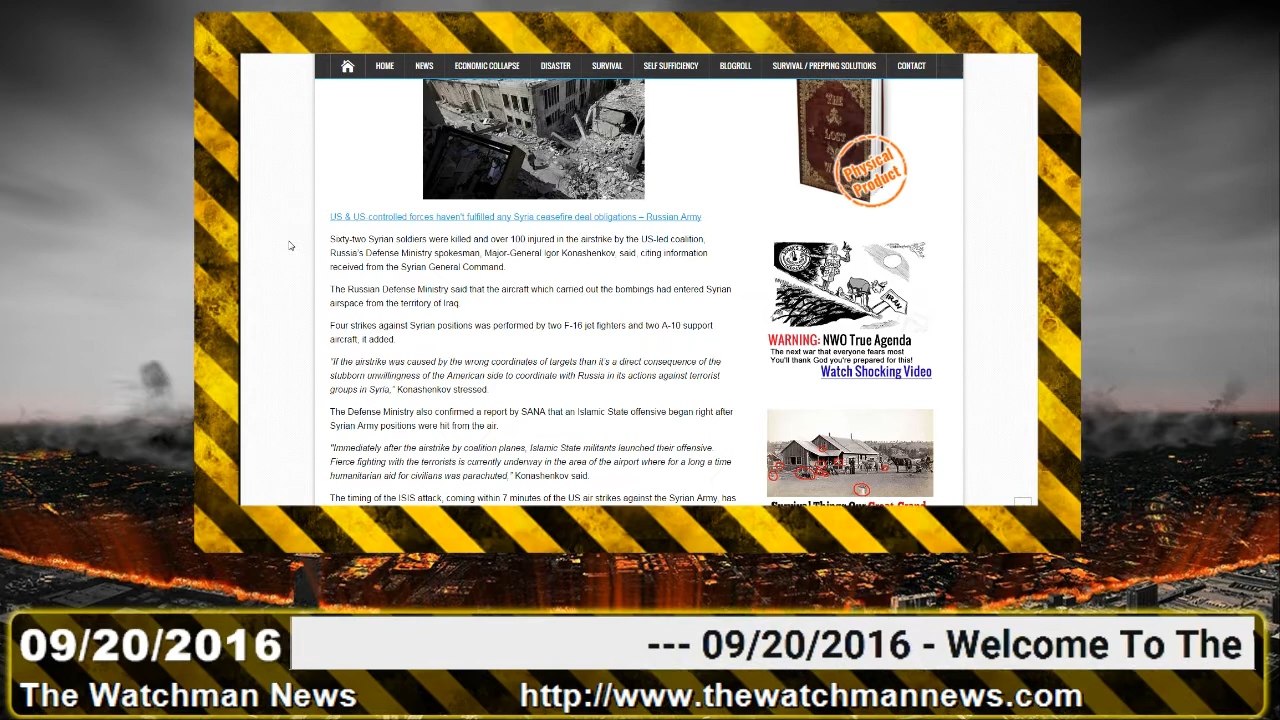 HOME NEWS ECONOMIC COLLAPSE DISASTER SURVIVAL SELF SUFFICIENCY BLOGROLL SURVIVAL / PREPPING SOLUTIONS CONTACT
THE
LOST
Physical
Product
US & US-controlled forces haven't fulfilled any Syria ceasefire deal obligations – Russian Army
Sixty-two Syrian soldiers were killed and over 100 injured in the airstrike by the US-led coalition,
Russia's Defense Ministry spokesman, Major-General Igor Konashenkov, said, citing information
received from the Syrian General Command.
The Russian Defense Ministry said that the aircraft which carried out the bombings had entered Syrian
airspace from the territory of Iraq.
Four strikes against Syrian positions was performed by two F-16 jet fighters and two A-10 support
aircraft, it added.
"If the airstrike was caused by the wrong coordinates of targets than it's a direct consequence of the
stubborn unwillingness of the American side to coordinate with Russia in its actions against terrorist
groups in Syria," Konashenkov stressed.
The Defense Ministry also confirmed a report by SANA that an Islamic State offensive began right after
Syrian Army positions were hit from the air.
"Immediately after the airstrike by coalition planes, Islamic State militants launched their offensive.
Fierce fighting with the terrorists is currently underway in the area of the airport where for a long a time
humanitarian aid for civilians was parachuted," Konashenkov said.
The timing of the ISIS attack, coming within 7 minutes of the US air strikes against the Syrian Army, has
IRAN
WARNING: NWO True Agenda
The next war that everyone fears most
You'll thank God you're prepared for this!
Watch Shocking Video
Survival Things Our Great-Grand
09/20/2016
--- 09/20/2016 - Welcome To The
The Watchman News
http://www.thewatchmannews.com